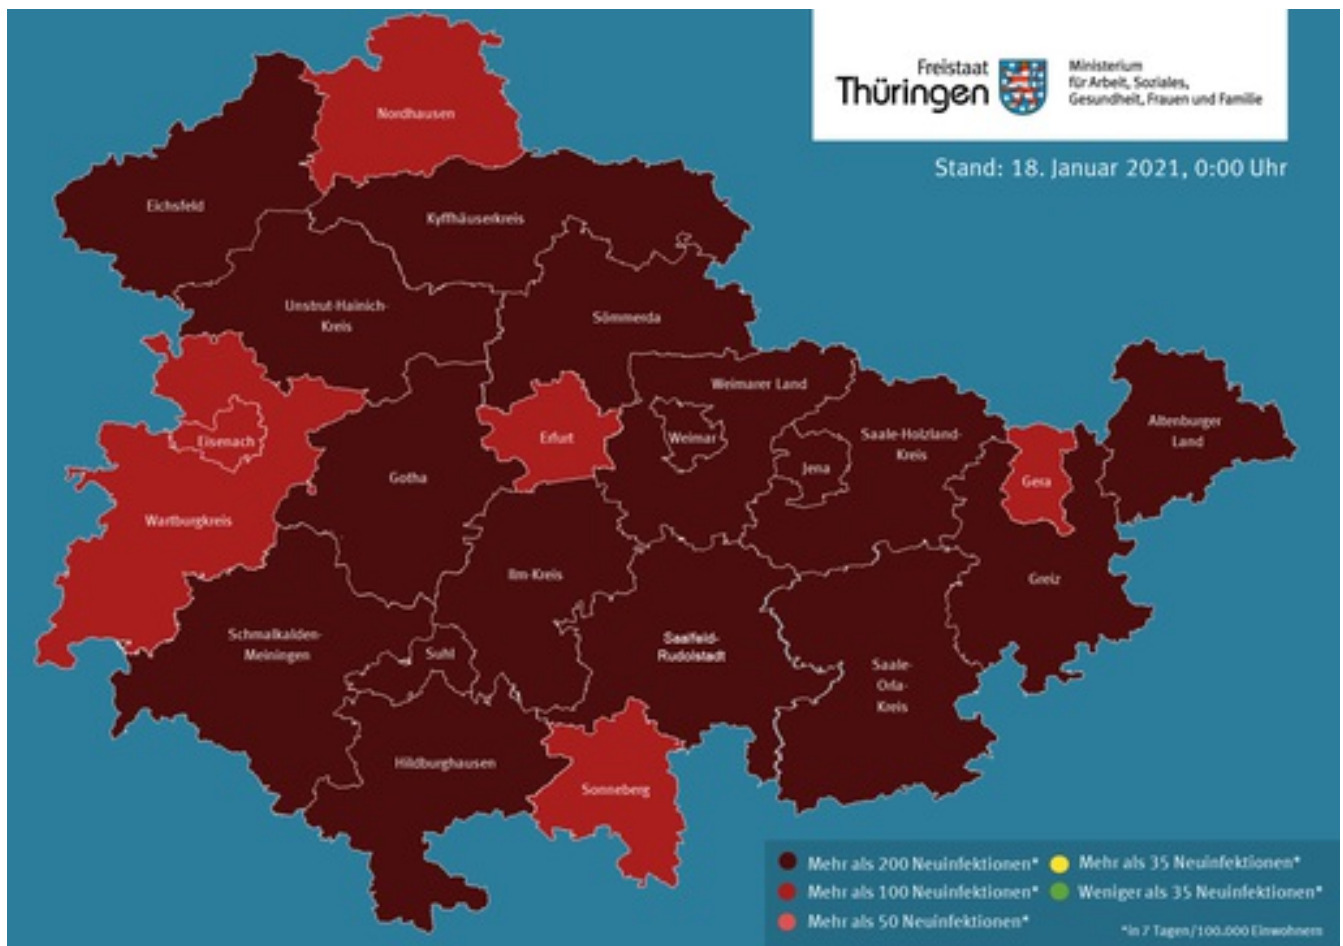 Freistaat
Thüringen
Ministerium
für Arbeit, Soziales,
Gesundheit, Frauen und Familie
Stand: 18. Januar 2021, 0:00 Uhr
Nordhausen
Eichsfeld
Kyffhäuserkreis
Unstrut-Hainich-
Kreis
Sömmerda
Weimarer Land
Altenburger
Land
Eisenach
Erfurt
Weimar
Saale-Holzland-
Kreis
Jena
Gotha
Gera
Wartburgkreis
Ilm-Kreis
Greiz
Schmalkalden-
Meiningen
Suhl
Saalfeld-
Rudolstadt
Saale-
Orla-
Kreis
Hildburghausen
Sonneberg
Mehr als 200 Neuinfektionen*
Mehr als 100 Neuinfektionen*
Mehr als 50 Neuinfektionen*
Mehr als 35 Neuinfektionen*
Weniger als 35 Neuinfektionen*
*in 7 Tagen/100.000 Einwohnern